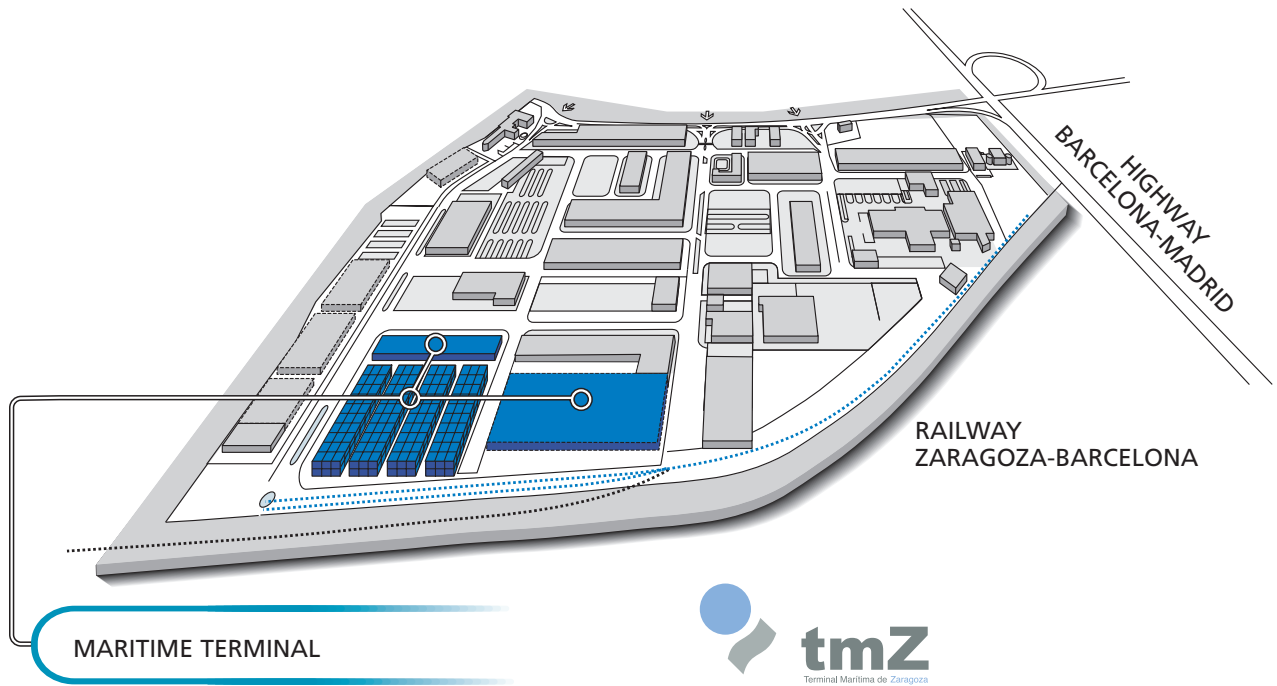 HIGHWAY
BARCELONA-MADRID
RAILWAY
ZARAGOZA-BARCELONA
MARITIME TERMINAL
tmZ
Terminal Marítima de Zaragoza